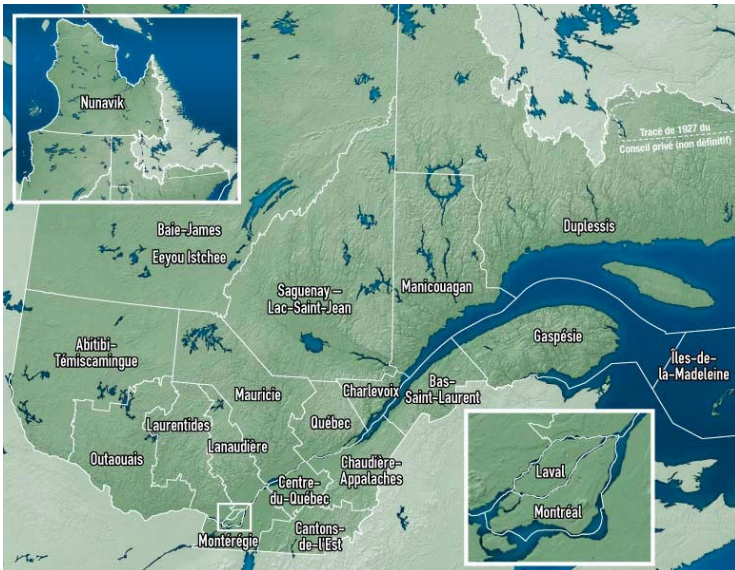 Nunavik
Tracé de 1927 du
Conseil privé (non définitif)
Baie-James
Eeyou Istchee
Duplessis
Saguenay –
Lac-Saint-Jean
Manicouagan
Abitibi-
Témiscamingue
Gaspésie
Îles-de-
la-Madeleine
Mauricie
Charlevoix
Bas-
Saint-Laurent
Laurentides
Québec
Lanaudière
Outaouais
Chaudière-
Appalaches
Centre-
du-Québec
Cantons-
de-l'Est
Montérégie
Laval
Montréal